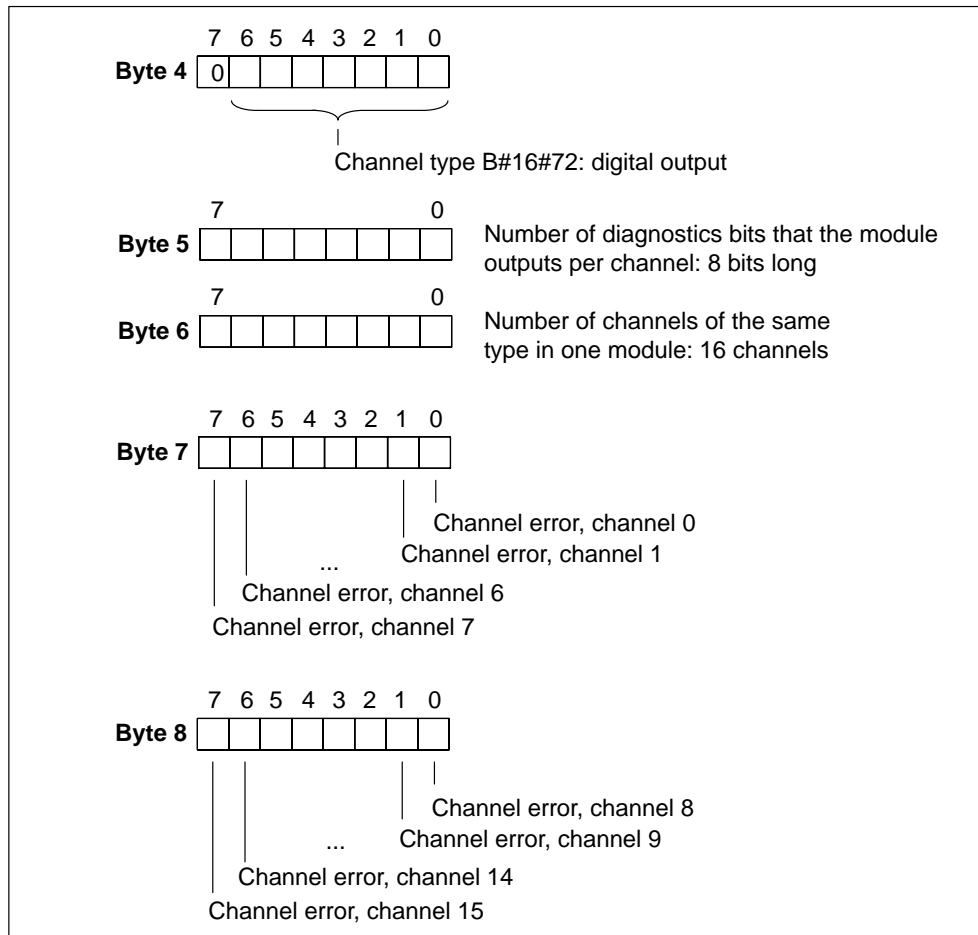 7 6 5 4 3 2 1 0
Byte 4 0
Channel type B#16#72: digital output
7 0
Byte 5
Number of diagnostics bits that the module
outputs per channel: 8 bits long
7 0
Byte 6
Number of channels of the same
type in one module: 16 channels
7 6 5 4 3 2 1 0
Byte 7
Channel error, channel 0
Channel error, channel 1
...
Channel error, channel 6
Channel error, channel 7
7 6 5 4 3 2 1 0
Byte 8
Channel error, channel 8
Channel error, channel 9
...
Channel error, channel 14
Channel error, channel 15